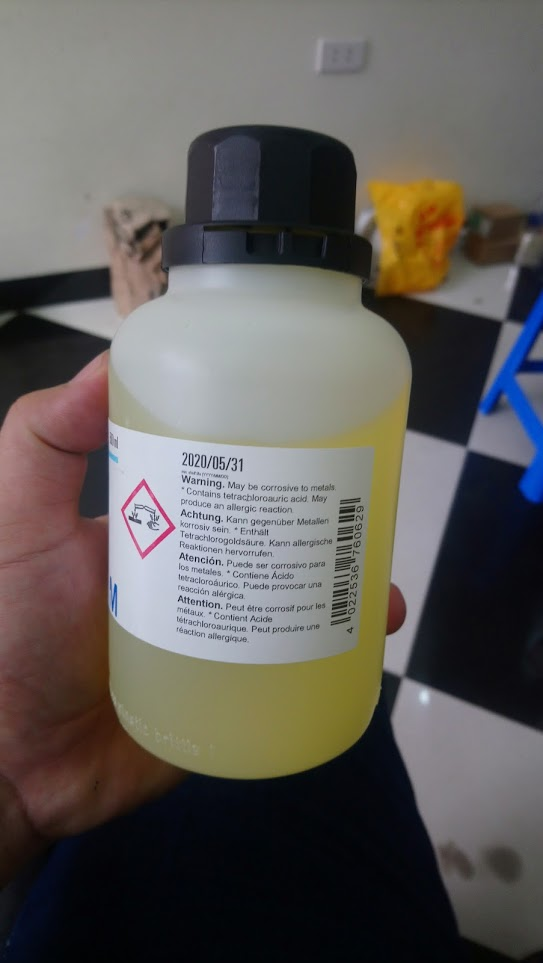 ml
2020/05/31
Warning. May be corrosive to metals.
* Contains tetrachloroauric acid. May
produce an allergic reaction.
Achtung. Kann gegenüber Metallen
korrosiv sein. * Enthält
Tetrachlorogoldsäure. Kann allergische
Reaktionen hervorrufen.
Atención. Puede ser corrosivo para
los metales. * Contiene Ácido
tetracloroáurico. Puede provocar una
reacción alérgica.
Attention. Peut être corrosif pour les
métaux. * Contient Acide
tétrachloroaurique. Peut produire une
réaction allergique.
4 022536 760629
M